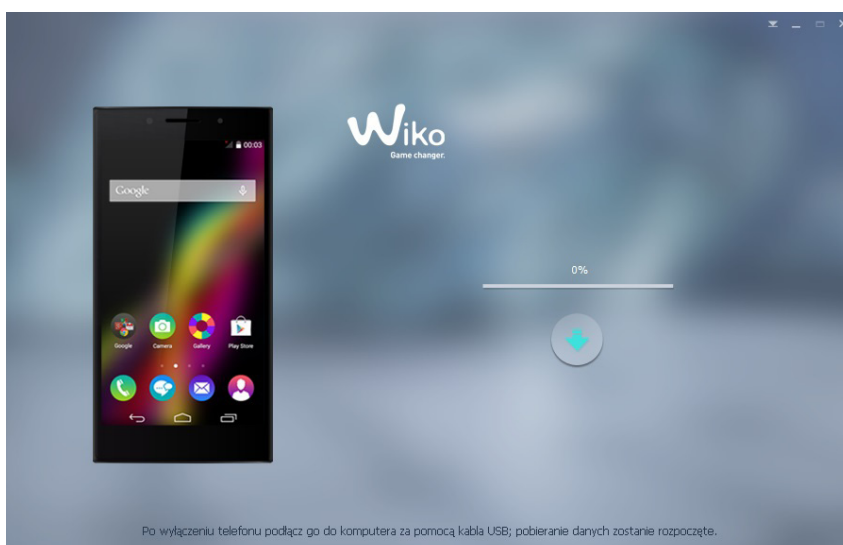 Wiko
Game changer.
00:03
Google
0%
Google Camera Gallery Play Store
Po wyłączeniu telefonu podłącz go do komputera za pomocą kabla USB; pobieranie danych zostanie rozpoczęte.